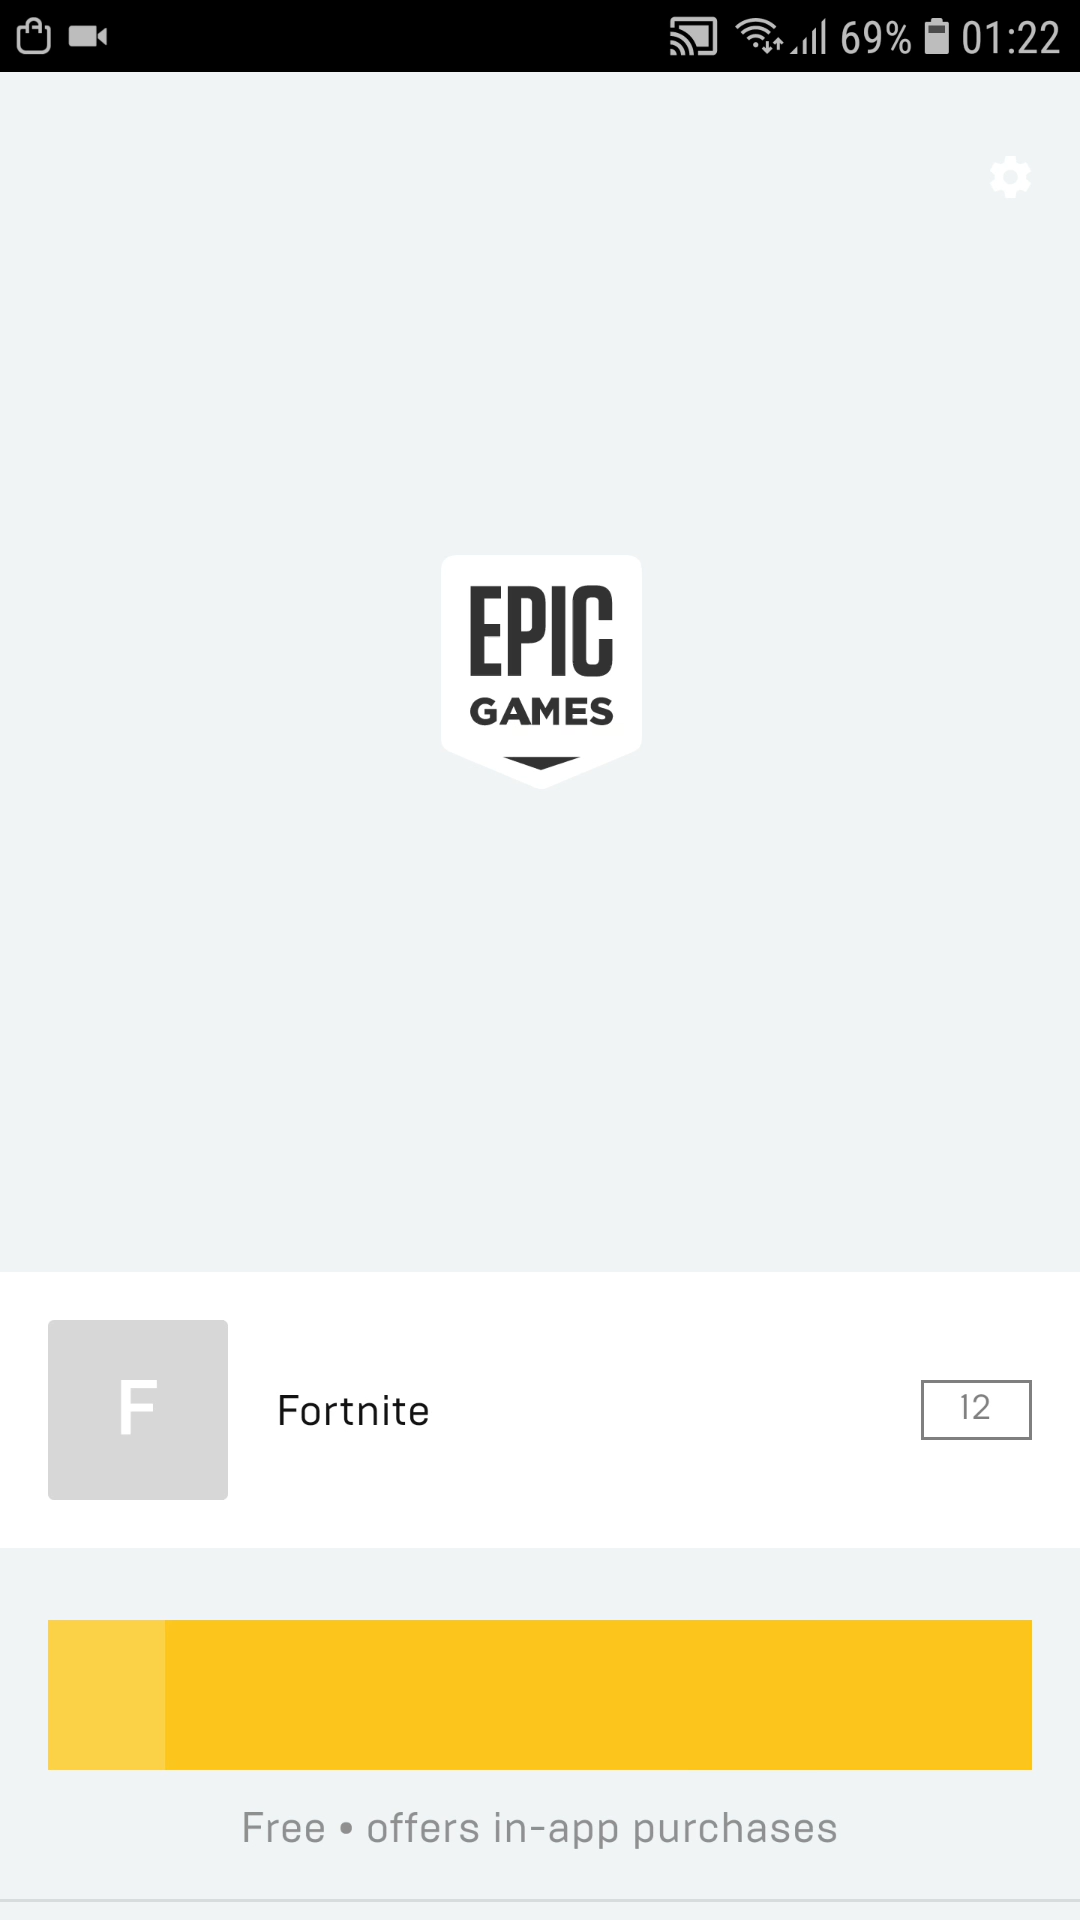 69% 01:22
EPIC
GAMES
F
Fortnite
12
Free • offers in-app purchases